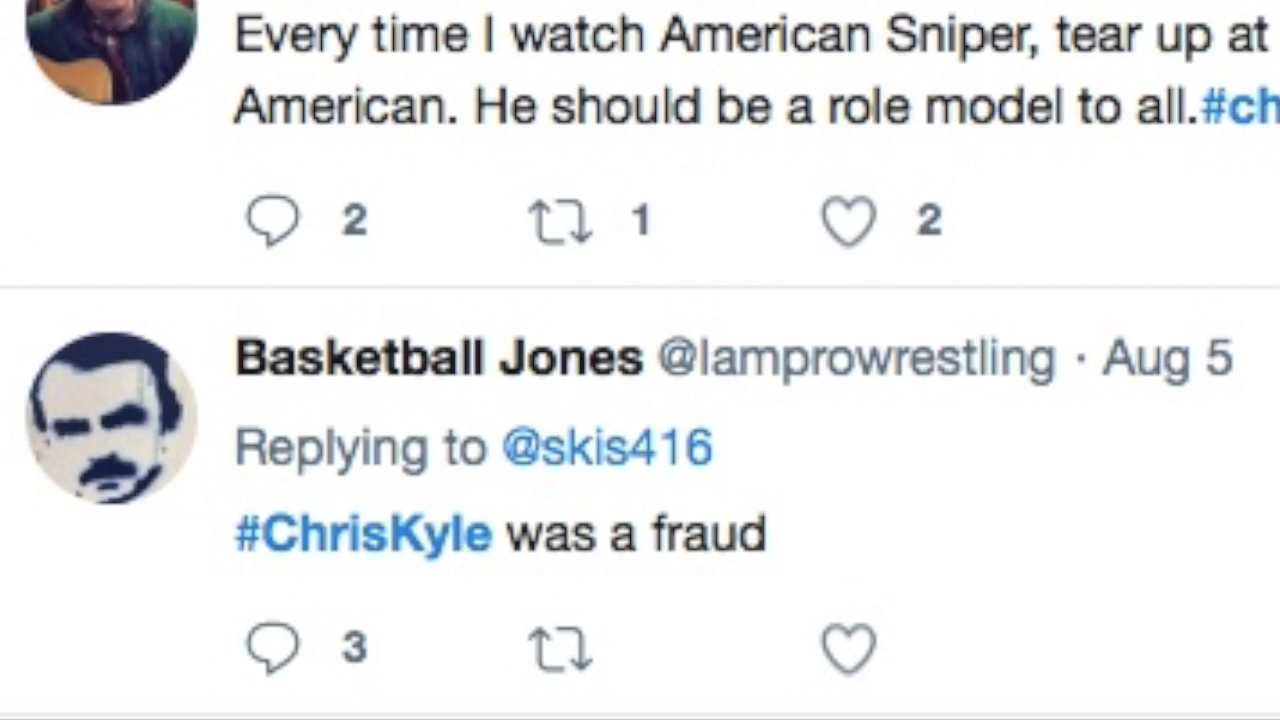 Every time I watch American Sniper, tear up at
American. He should be a role model to all.#ch
2 1 2
Basketball Jones @Iamprowrestling · Aug 5
Replying to @skis416
#ChrisKyle was a fraud
3